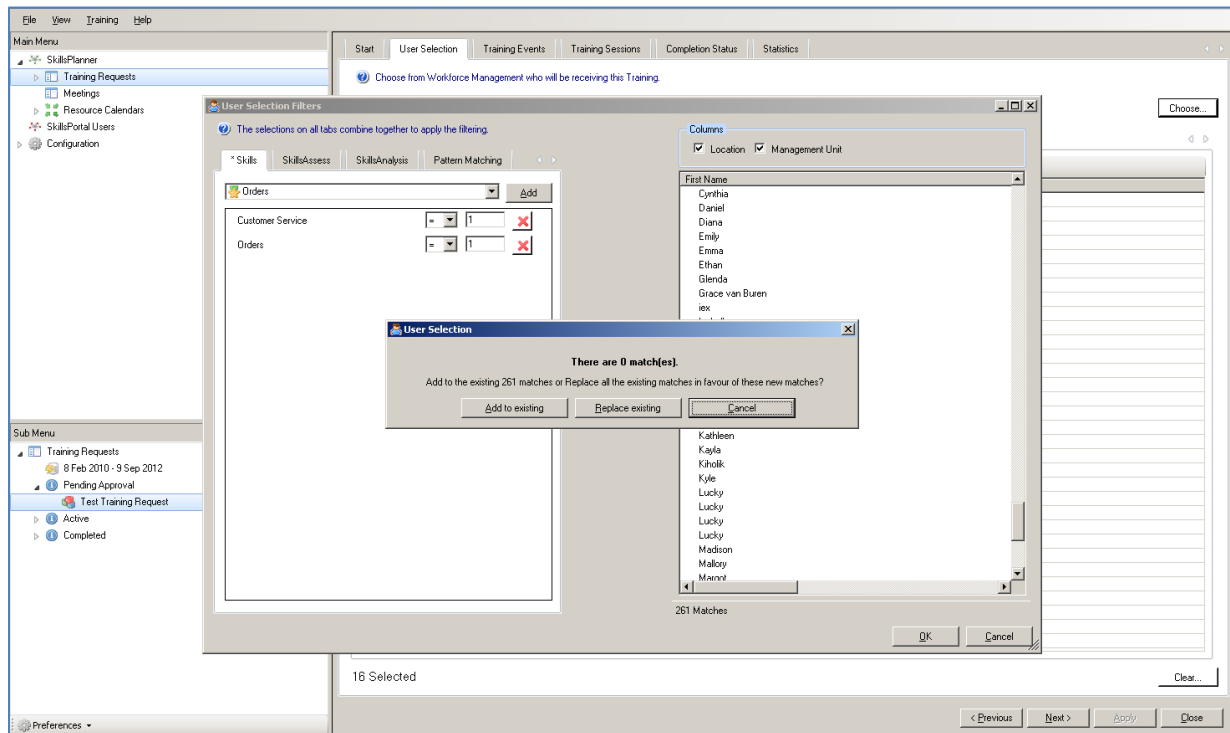 File View Training Help
Main Menu
SkillsPlanner
Training Requests
Meetings
Resource Calendars
SkillsPortal Users
Configuration
Start User Selection Training Events Training Sessions Completion Status Statistics
Choose from Workforce Management who will be receiving this Training.
Choose...
User Selection Filters
The selections on all tabs combine together to apply the filtering.
* Skills SkillsAssess SkillsAnalysis Pattern Matching
Orders Add
Customer Service = 1
Orders = 1
Columns
Location Management Unit
First Name
Cynthia
Daniel
Diana
Emily
Emma
Ethan
Glenda
Grace van Buren
iex
User Selection
There are 0 match(es).
Add to the existing 261 matches or Replace all the existing matches in favour of these new matches?
Add to existing Replace existing Cancel
Kathleen
Kayla
Kiholik
Kyle
Lucky
Lucky
Lucky
Lucky
Madison
Mallory
Margot
261 Matches
OK Cancel
Sub Menu
Training Requests
8 Feb 2010 - 9 Sep 2012
Pending Approval
Test Training Request
Active
Completed
16 Selected
Clear...
Preferences
< Previous Next > Apply Close